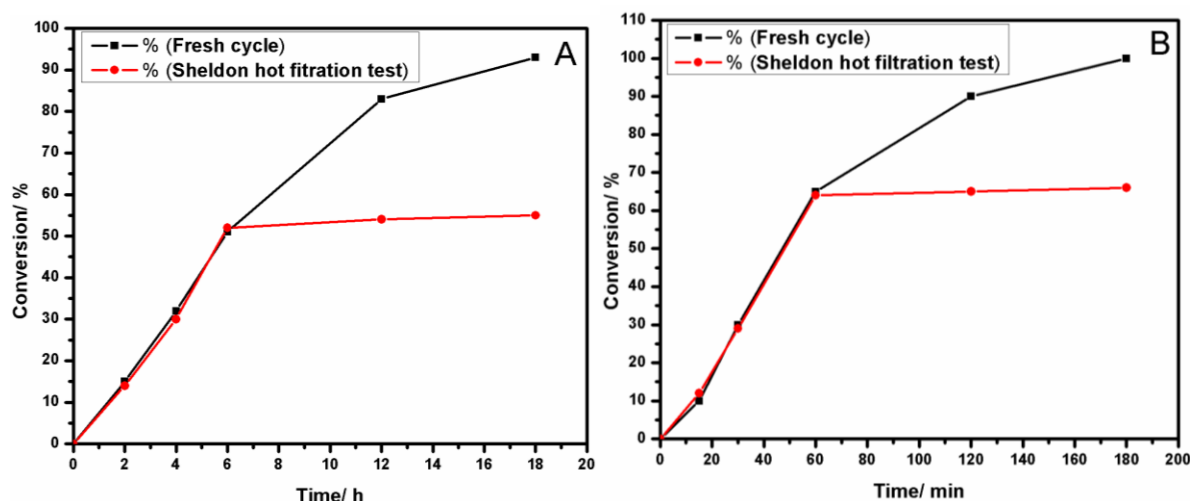 % (Fresh cycle)
% (Sheldon hot fitration test)
A
Conversion/ %
100
90
80
70
60
50
40
30
20
10
0
0 2 4 6 8 10 12 14 16 18 20
Time/ h
% (Fresh cycle)
% (Sheldon hot filtration test)
B
Conversion/ %
110
100
90
80
70
60
50
40
30
20
10
0
0 20 40 60 80 100 120 140 160 180 200
Time/ min